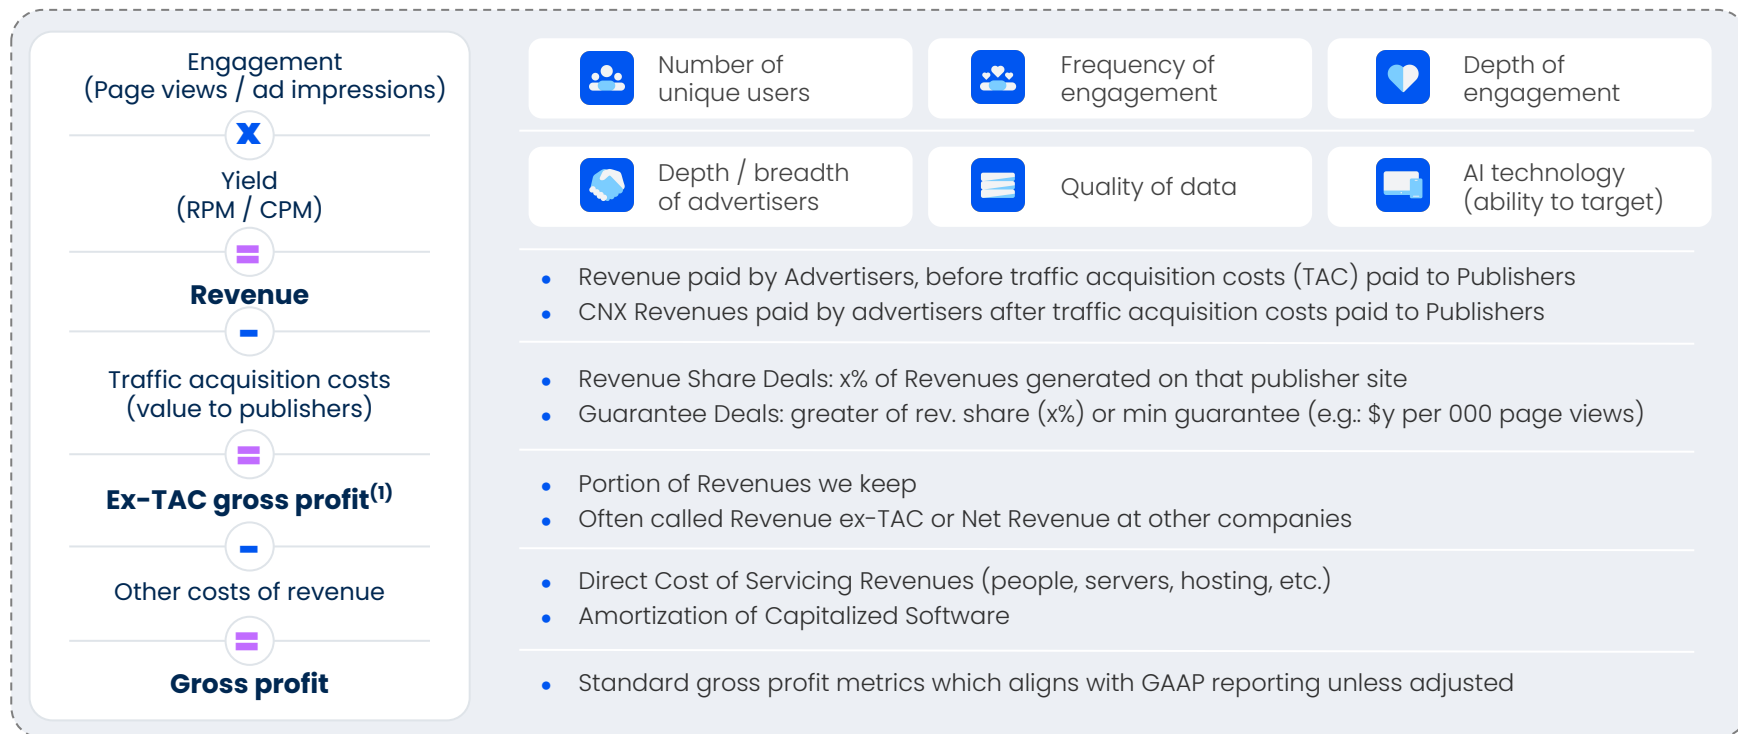 Engagement
(Page views / ad impressions)
x
Yield
(RPM / CPM)
=
Revenue
-
Traffic acquisition costs
(value to publishers)
=
Ex-TAC gross profit(1)
-
Other costs of revenue
=
Gross profit
Number of
unique users
Frequency of
engagement
Depth of
engagement
Depth / breadth
of advertisers
Quality of data
AI technology
(ability to target)
• Revenue paid by Advertisers, before traffic acquisition costs (TAC) paid to Publishers
• CNX Revenues paid by advertisers after traffic acquisition costs paid to Publishers
• Revenue Share Deals: x% of Revenues generated on that publisher site
• Guarantee Deals: greater of rev. share (x%) or min guarantee (e.g.: $y per 000 page views)
• Portion of Revenues we keep
• Often called Revenue ex-TAC or Net Revenue at other companies
• Direct Cost of Servicing Revenues (people, servers, hosting, etc.)
• Amortization of Capitalized Software
• Standard gross profit metrics which aligns with GAAP reporting unless adjusted